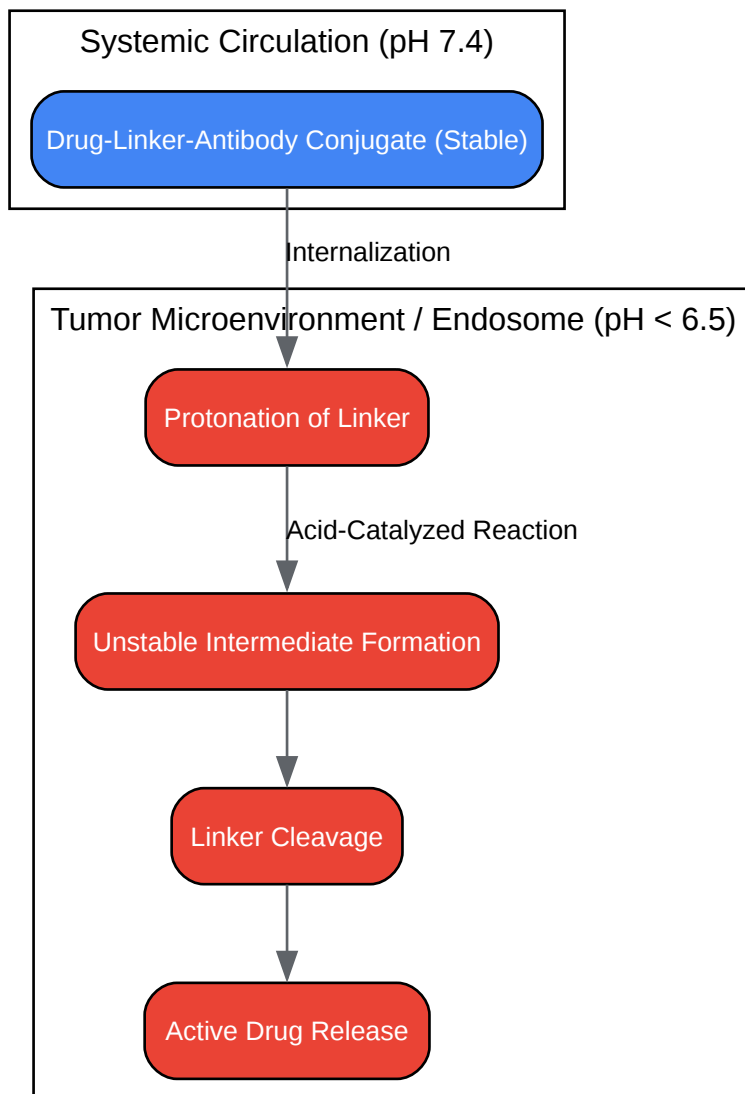 Systemic Circulation (pH 7.4)
Drug-Linker-Antibody Conjugate (Stable)
Internalization
Tumor Microenvironment / Endosome (pH < 6.5)
Protonation of Linker
Acid-Catalyzed Reaction
Unstable Intermediate Formation
Linker Cleavage
Active Drug Release